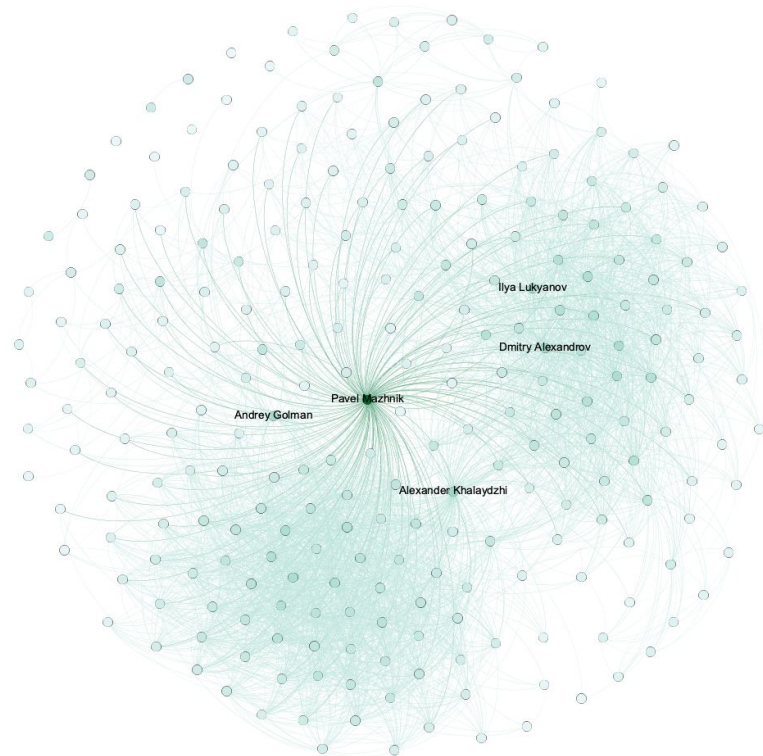 Ilya Lukyanov
Dmitry Alexandrov
Pavel Mazhnik
Andrey Golman
Alexander Khalaydzhi